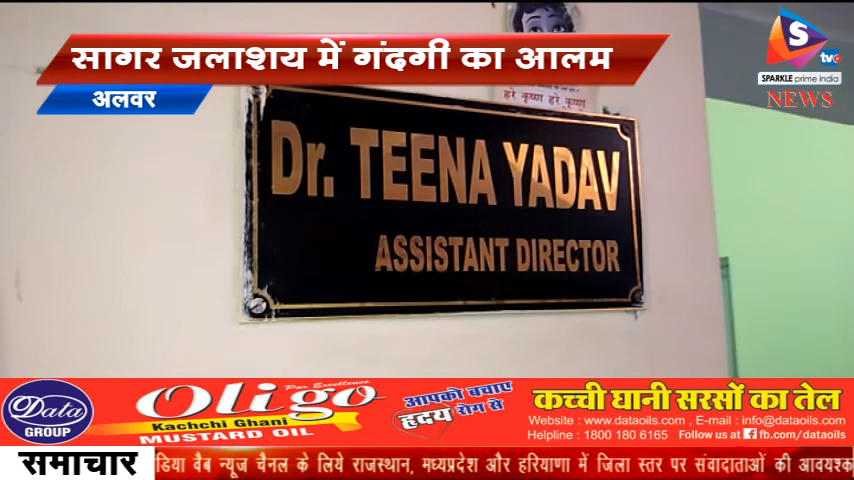 सागर जलाशय में गंदगी का आलम
अलवर
S
tv
SPARKLE prime india
NEWS
हरे कृष्ण हरे कृष्ण
Dr. TEENA YADAV
ASSISTANT DIRECTOR
Data
GROUP
Par Excellence
Oligo
Kachchi Ghani
MUSTARD OIL
आपको बचाए
हृदय रोग से
कच्ची घानी सरसों का तेल
Website : www.dataoils.com , E-mail : info@dataoils.com
Helpline : 1800 180 6165 Follow us at f fb.com/dataoils
समाचार
डिया वैब न्यूज चैनल के लिये राजस्थान, मध्यप्रदेश और हरियाणा में जिला स्तर पर संवादाताओं की आवयश्क